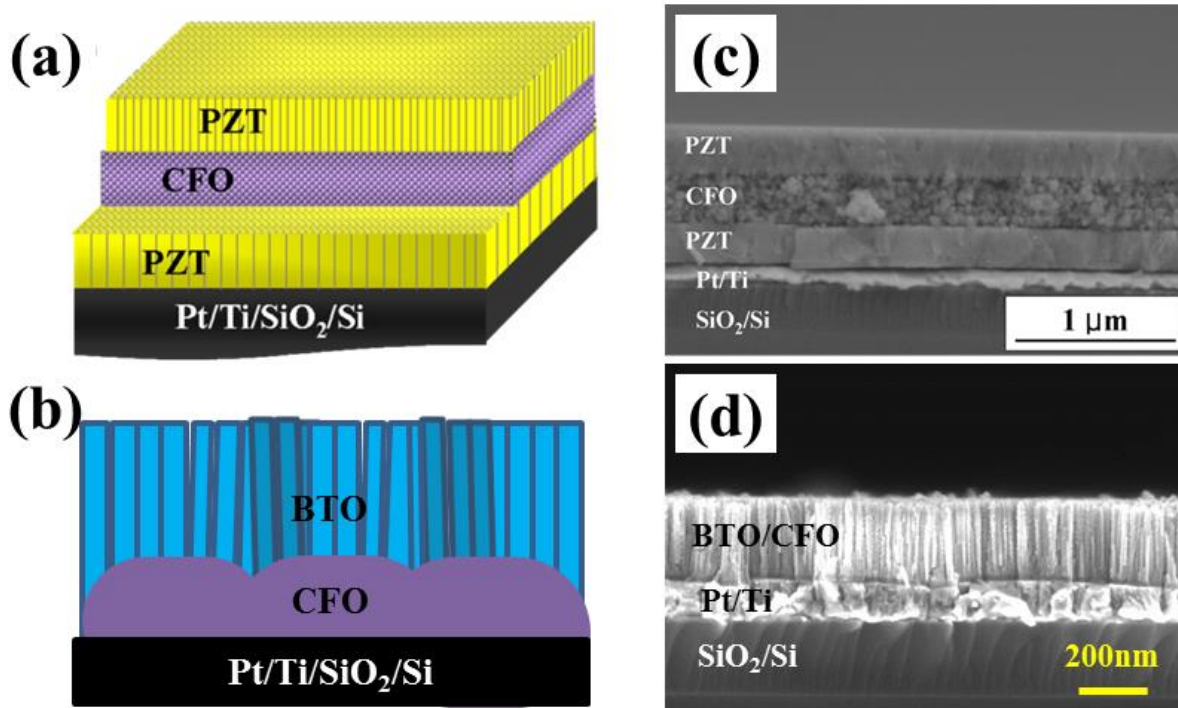 (a)
PZT
CFO
PZT
Pt/Ti/SiO₂/Si
(b)
BTO
CFO
Pt/Ti/SiO₂/Si
(c)
PZT
CFO
PZT
Pt/Ti
SiO₂/Si
1 μm
(d)
BTO/CFO
Pt/Ti
SiO₂/Si
200nm